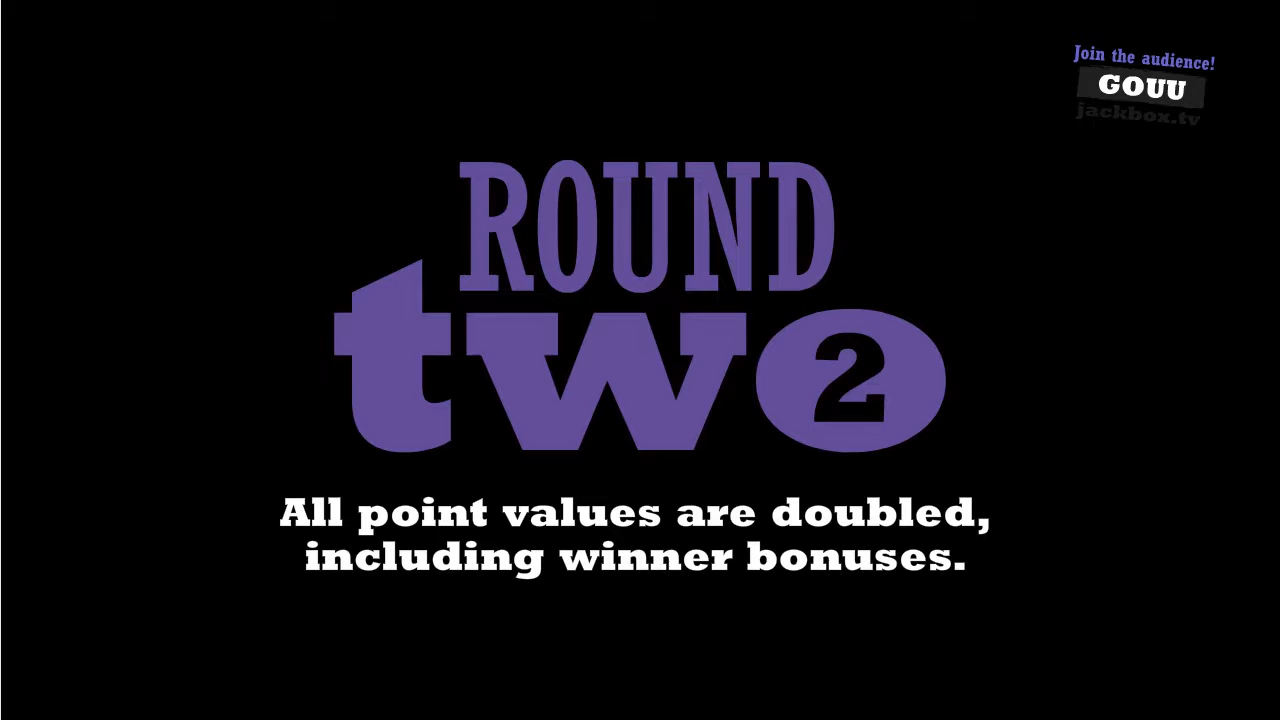 Join the audience!
GOUU
jackbox.tv
ROUND
two
2
All point values are doubled,
including winner bonuses.